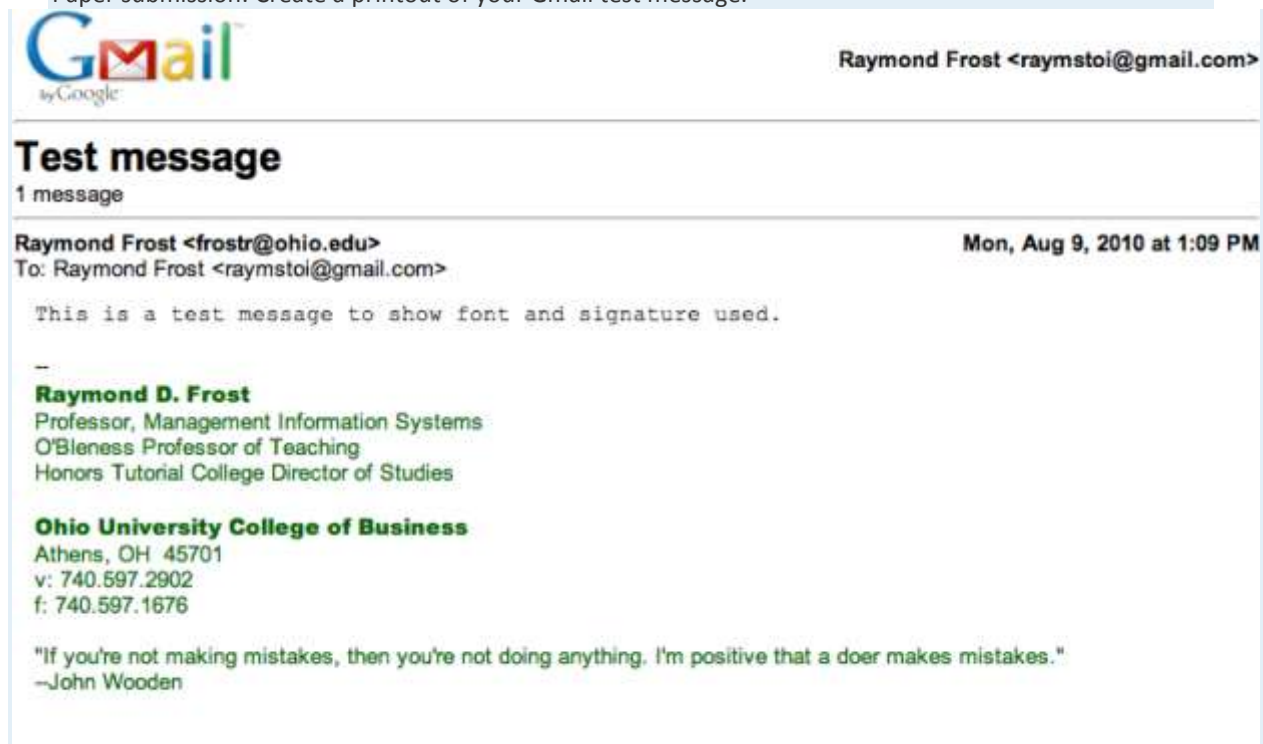 Paper submission: Create a printout of your Gmail test message.
Gmail
by Google
Raymond Frost <raymstoi@gmail.com>
Test message
1 message
Raymond Frost <frostr@ohio.edu>
Mon, Aug 9, 2010 at 1:09 PM
To: Raymond Frost <raymstoi@gmail.com>
This is a test message to show font and signature used.
--
Raymond D. Frost
Professor, Management Information Systems
O'Bleness Professor of Teaching
Honors Tutorial College Director of Studies
Ohio University College of Business
Athens, OH 45701
v: 740.597.2902
f: 740.597.1676
"If you're not making mistakes, then you're not doing anything. I'm positive that a doer makes mistakes."
--John Wooden